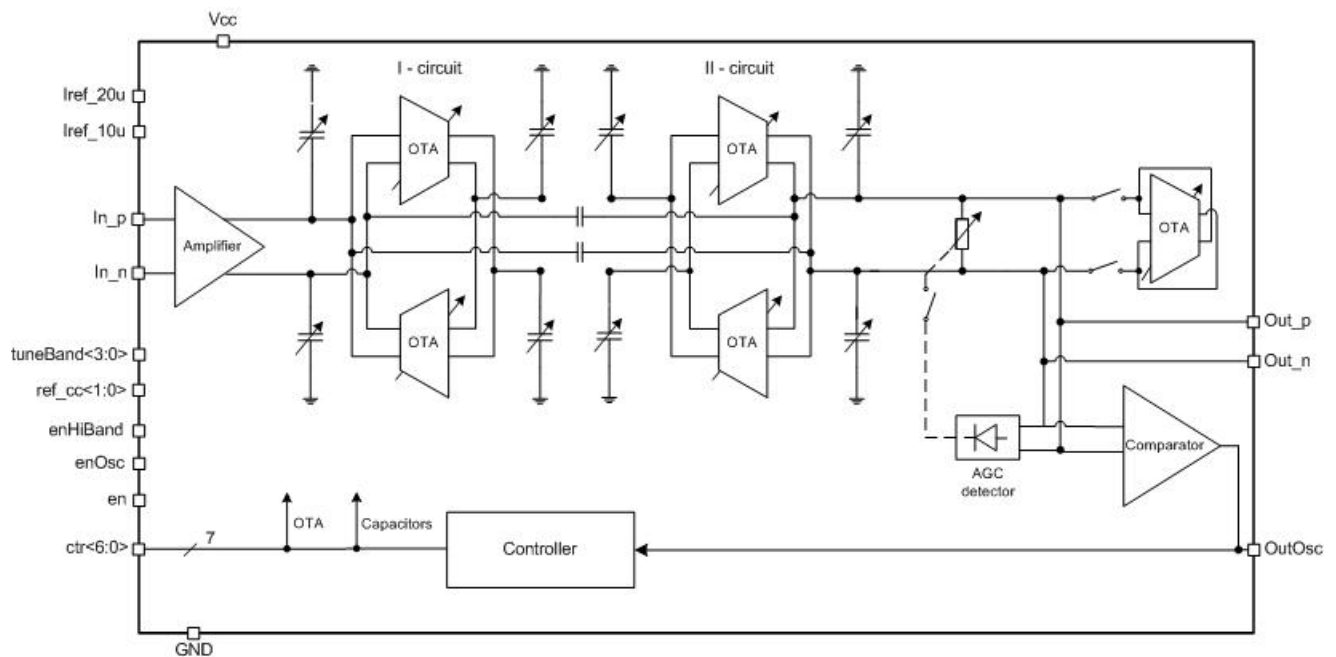 Vcc
I - circuit
II - circuit
Iref_20u
Iref_10u
OTA
OTA
In_p
Amplifier
OTA
In_n
OTA
OTA
Out_p
tuneBand<3:0>
Out_n
ref_cc<1:0>
enHiBand
Comparator
enOsc
AGC
detector
en
OTA
Capacitors
7
ctr<6:0>
Controller
OutOsc
GND